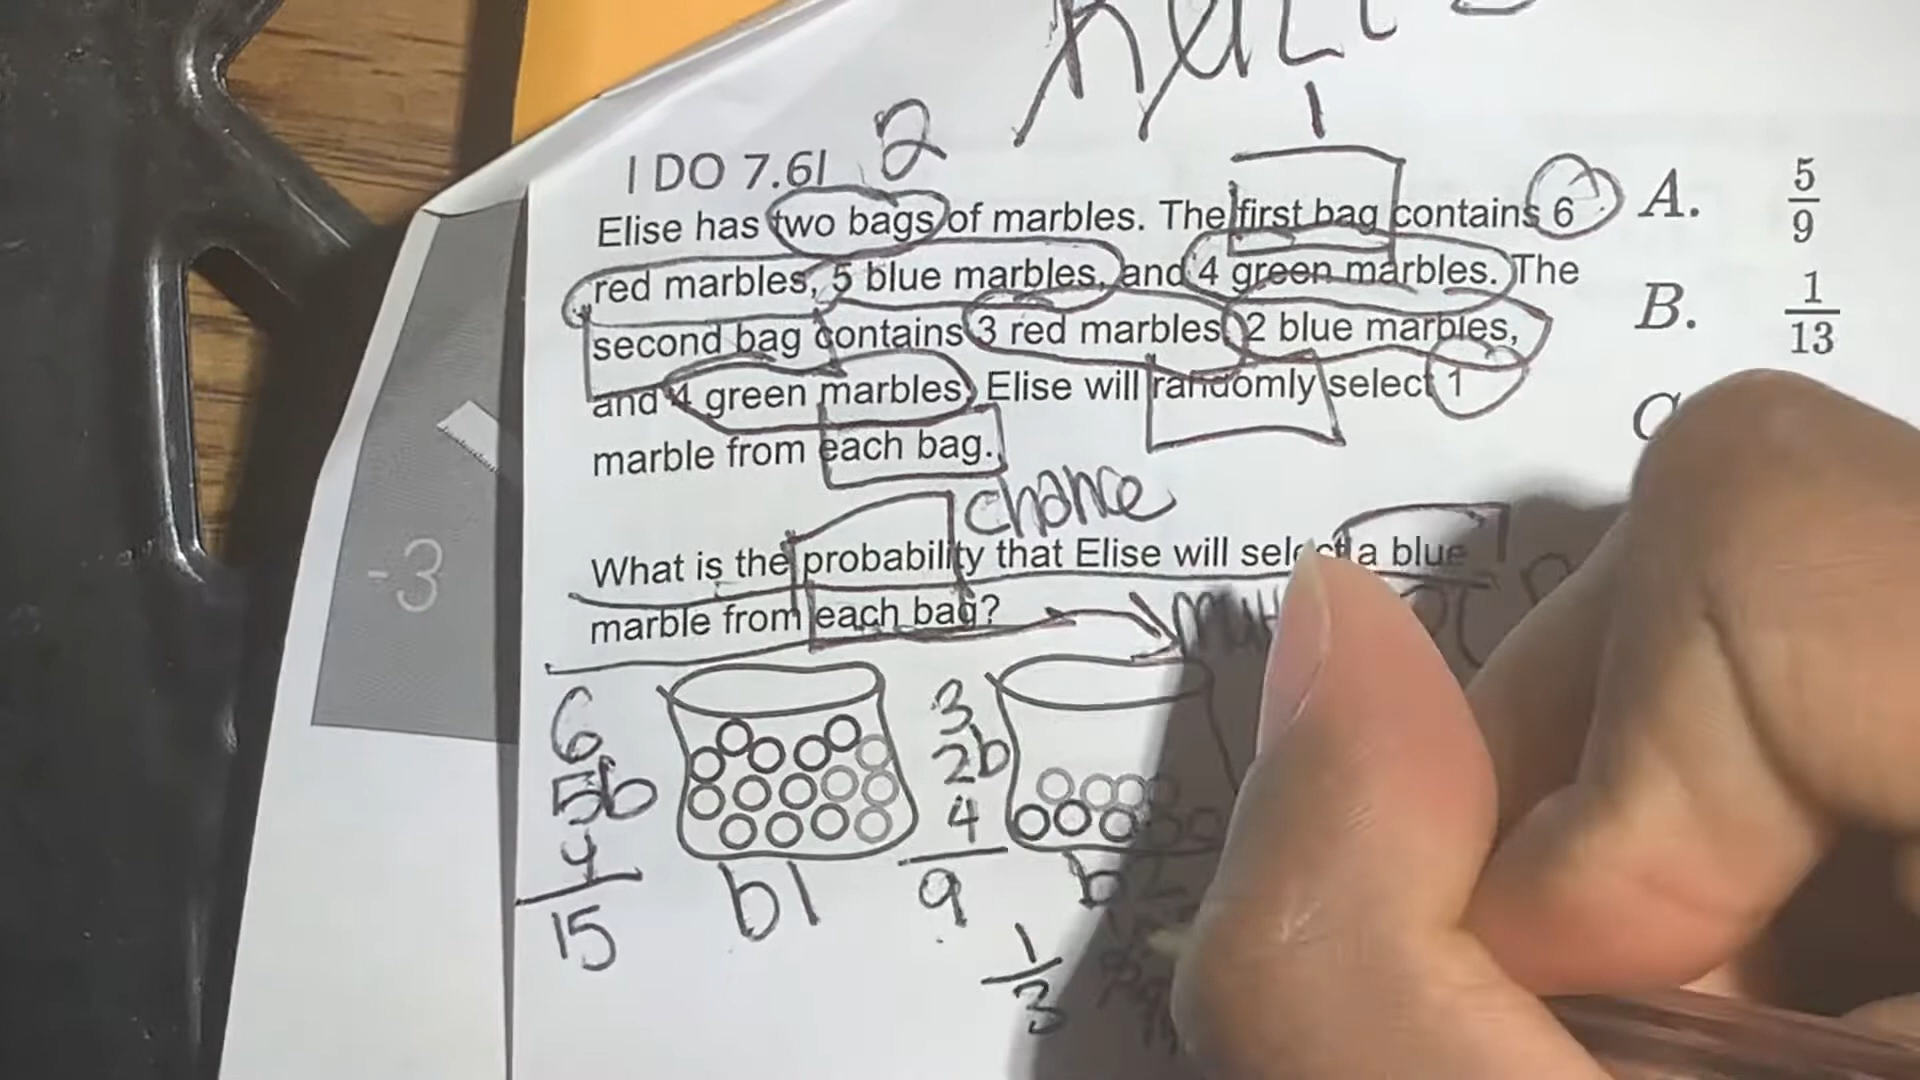 I DO 7.6I 2
1
Elise has two bags of marbles. The first bag contains 6
red marbles, 5 blue marbles, and 4 green marbles. The
second bag contains 3 red marbles, 2 blue marbles,
and 4 green marbles. Elise will randomly select 1
marble from each bag.
chance
What is the probability that Elise will select a blue
marble from each bag?
A. 5/9
B. 1/13
C
-3
6
5b
4
15
b1
3
2b
4
9
b2
1/3